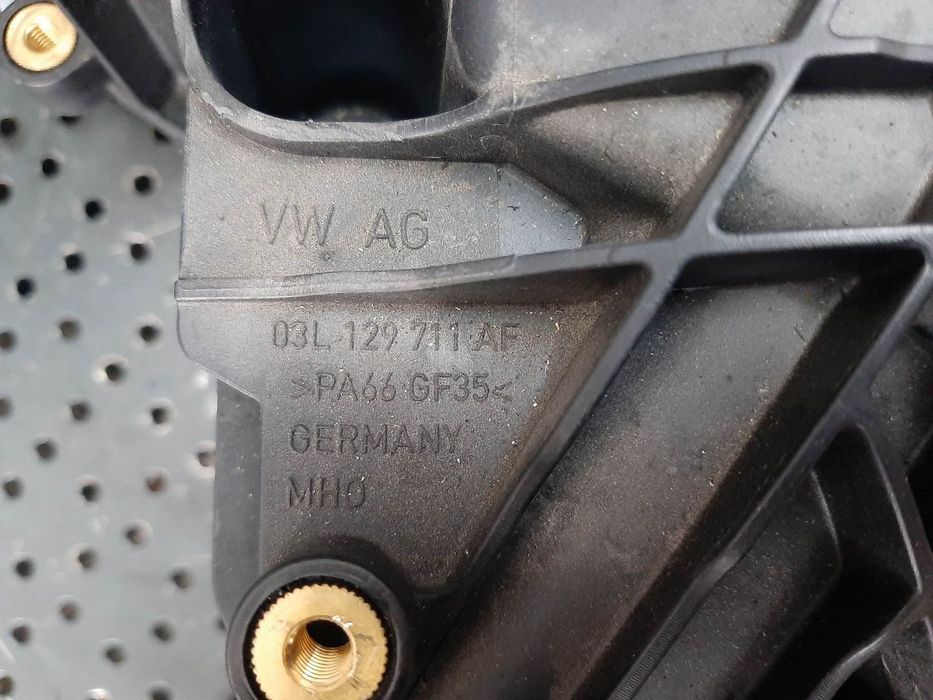 VW AG
03L 129 711 AF
>PA66 GF35<
GERMANY
MHO